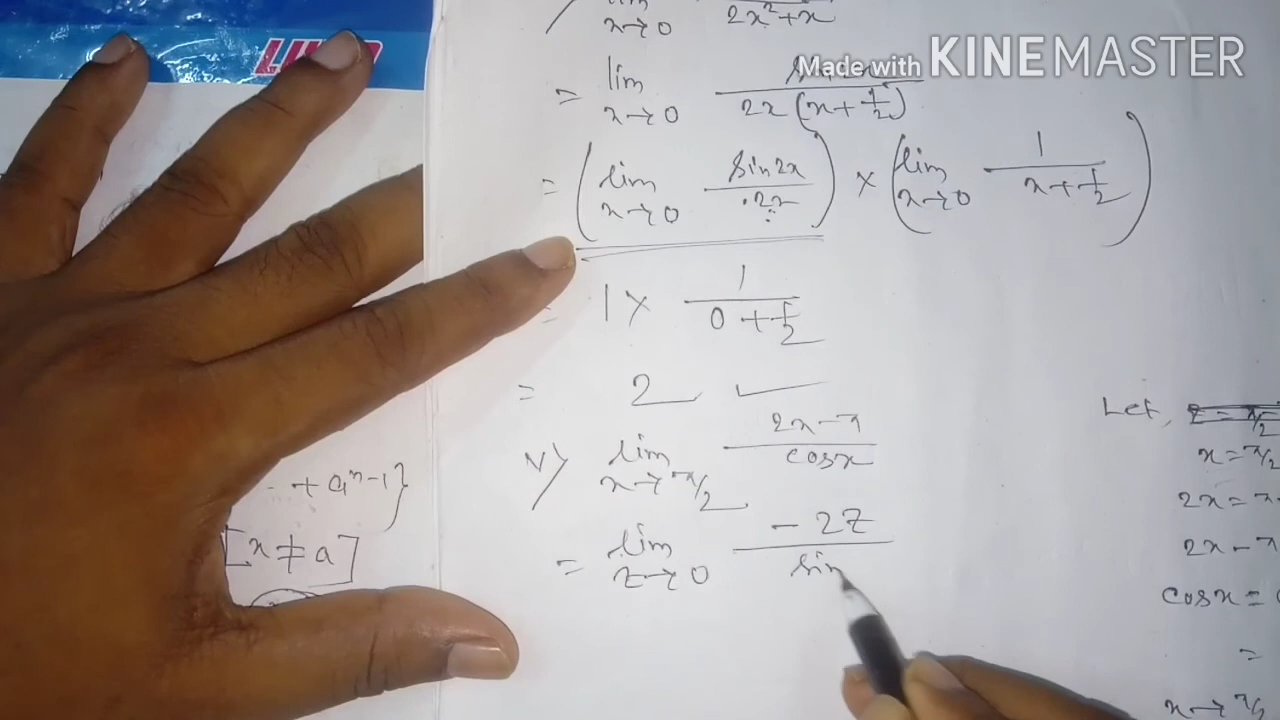 Made with KINEMASTER
lim x→0 / 2x²+x
= lim x→0 / 2x(x+1/2)
= (lim x→0 sin2x/2x) × (lim x→0 1/x+1/2)
= 1 × 1/0+1/2
= 2
V) lim x→π/2 2x-π/cosx
= lim z→0 -2z/sin
Let,
x = π/2
2x = π
2x - π
cosx =
=
x → π/2
+ aⁿ⁻¹}
[x ≠ a]